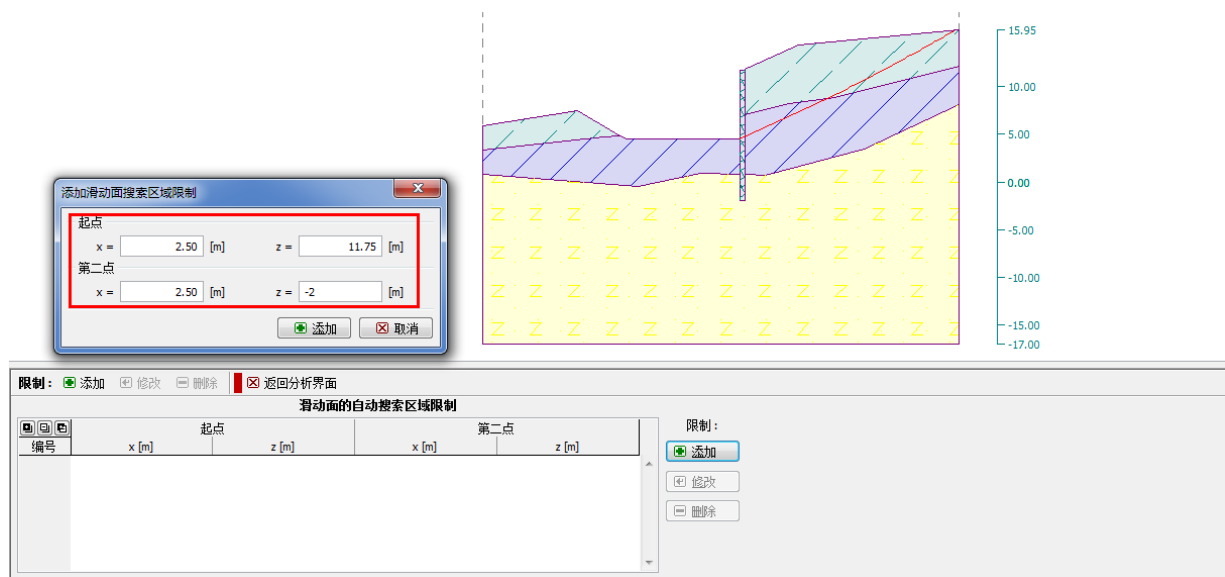 15.95
10.00
5.00
0.00
-5.00
-10.00
-15.00
-17.00
添加滑动面搜索区域限制
起点
x = 2.50 [m] z = 11.75 [m]
第二点
x = 2.50 [m] z = -2 [m]
添加 取消
限制: 添加 修改 删除 返回分析界面
滑动面的自动搜索区域限制
编号 起点 第二点
x [m] z [m] x [m] z [m]
限制:
添加
修改
删除